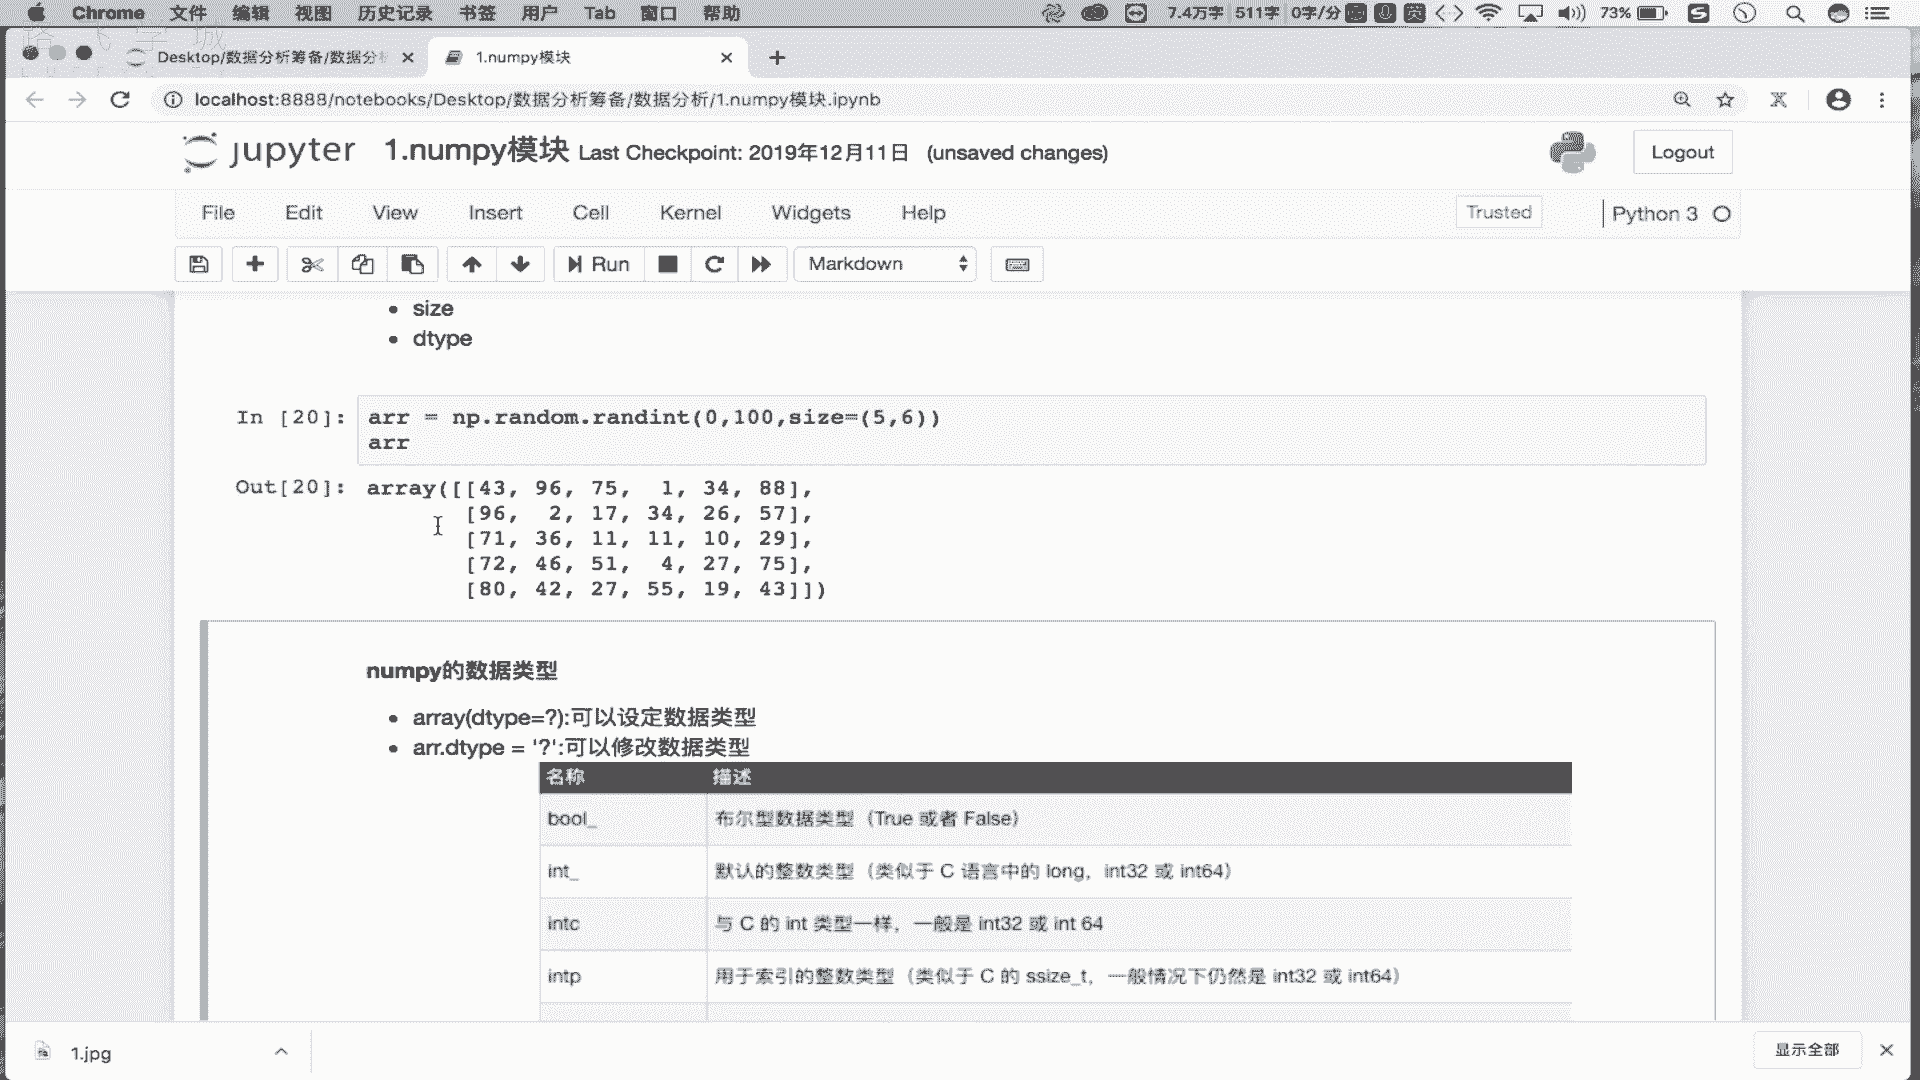 Chrome 文件 编辑 视图 历史记录 书签 用户 Tab 窗口 帮助 7.4万字 511字 0字/分 英 73% S
Desktop/数据分析筹备/数据分析 1.numpy模块
localhost:8888/notebooks/Desktop/数据分析筹备/数据分析/1.numpy模块.ipynb
jupyter 1.numpy模块 Last Checkpoint: 2019年12月11日 (unsaved changes) Logout
File Edit View Insert Cell Kernel Widgets Help Trusted Python 3
Run Markdown
size
dtype
In [20]: arr = np.random.randint(0,100,size=(5,6))
arr
Out[20]: array([[43, 96, 75, 1, 34, 88],
[96, 2, 17, 34, 26, 57],
[71, 36, 11, 11, 10, 29],
[72, 46, 51, 4, 27, 75],
[80, 42, 27, 55, 19, 43]])
numpy的数据类型
array(dtype=?):可以设定数据类型
arr.dtype = '?':可以修改数据类型
名称 描述
bool_ 布尔型数据类型（True 或者 False）
int_ 默认的整数类型（类似于 C 语言中的 long，int32 或 int64）
intc 与 C 的 int 类型一样，一般是 int32 或 int 64
intp 用于索引的整数类型（类似于 C 的 ssize_t，一般情况下仍然是 int32 或 int64）
1.jpg 显示全部